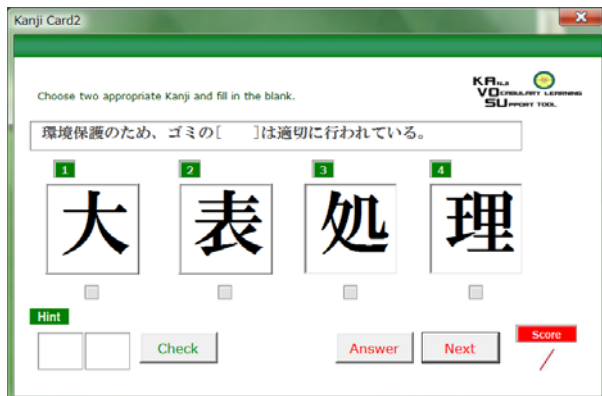 Kanji Card2
KANJI
VOCABULARY LEARNING
SUPPORT TOOL
Choose two appropriate Kanji and fill in the blank.
環境保護のため、ゴミの[ ]は適切に行われている。
1 2 3 4
大 表 処 理
Hint
Check Answer Next
Score
/